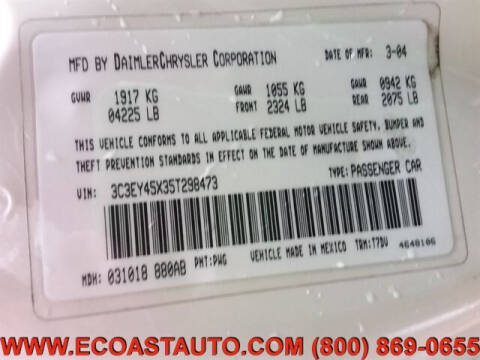 MFD BY DAIMLERCHRYSLER CORPORATION DATE OF MFR: 3-04
GVWR 1917 KG GAWR 1055 KG GAWR 0942 KG
04225 LB FRONT 2324 LB REAR 2075 LB
THIS VEHICLE CONFORMS TO ALL APPLICABLE FEDERAL MOTOR VEHICLE SAFETY, BUMPER AND
THEFT PREVENTION STANDARDS IN EFFECT ON THE DATE OF MANUFACTURE SHOWN ABOVE.
VIN: 3C3EY45X35T298473 TYPE: PASSENGER CAR
MDH: 031018 880AB PNT: PWG VEHICLE MADE IN MEXICO TRM: T7DV 4648106
WWW.ECOASTAUTO.COM (800) 869-0655